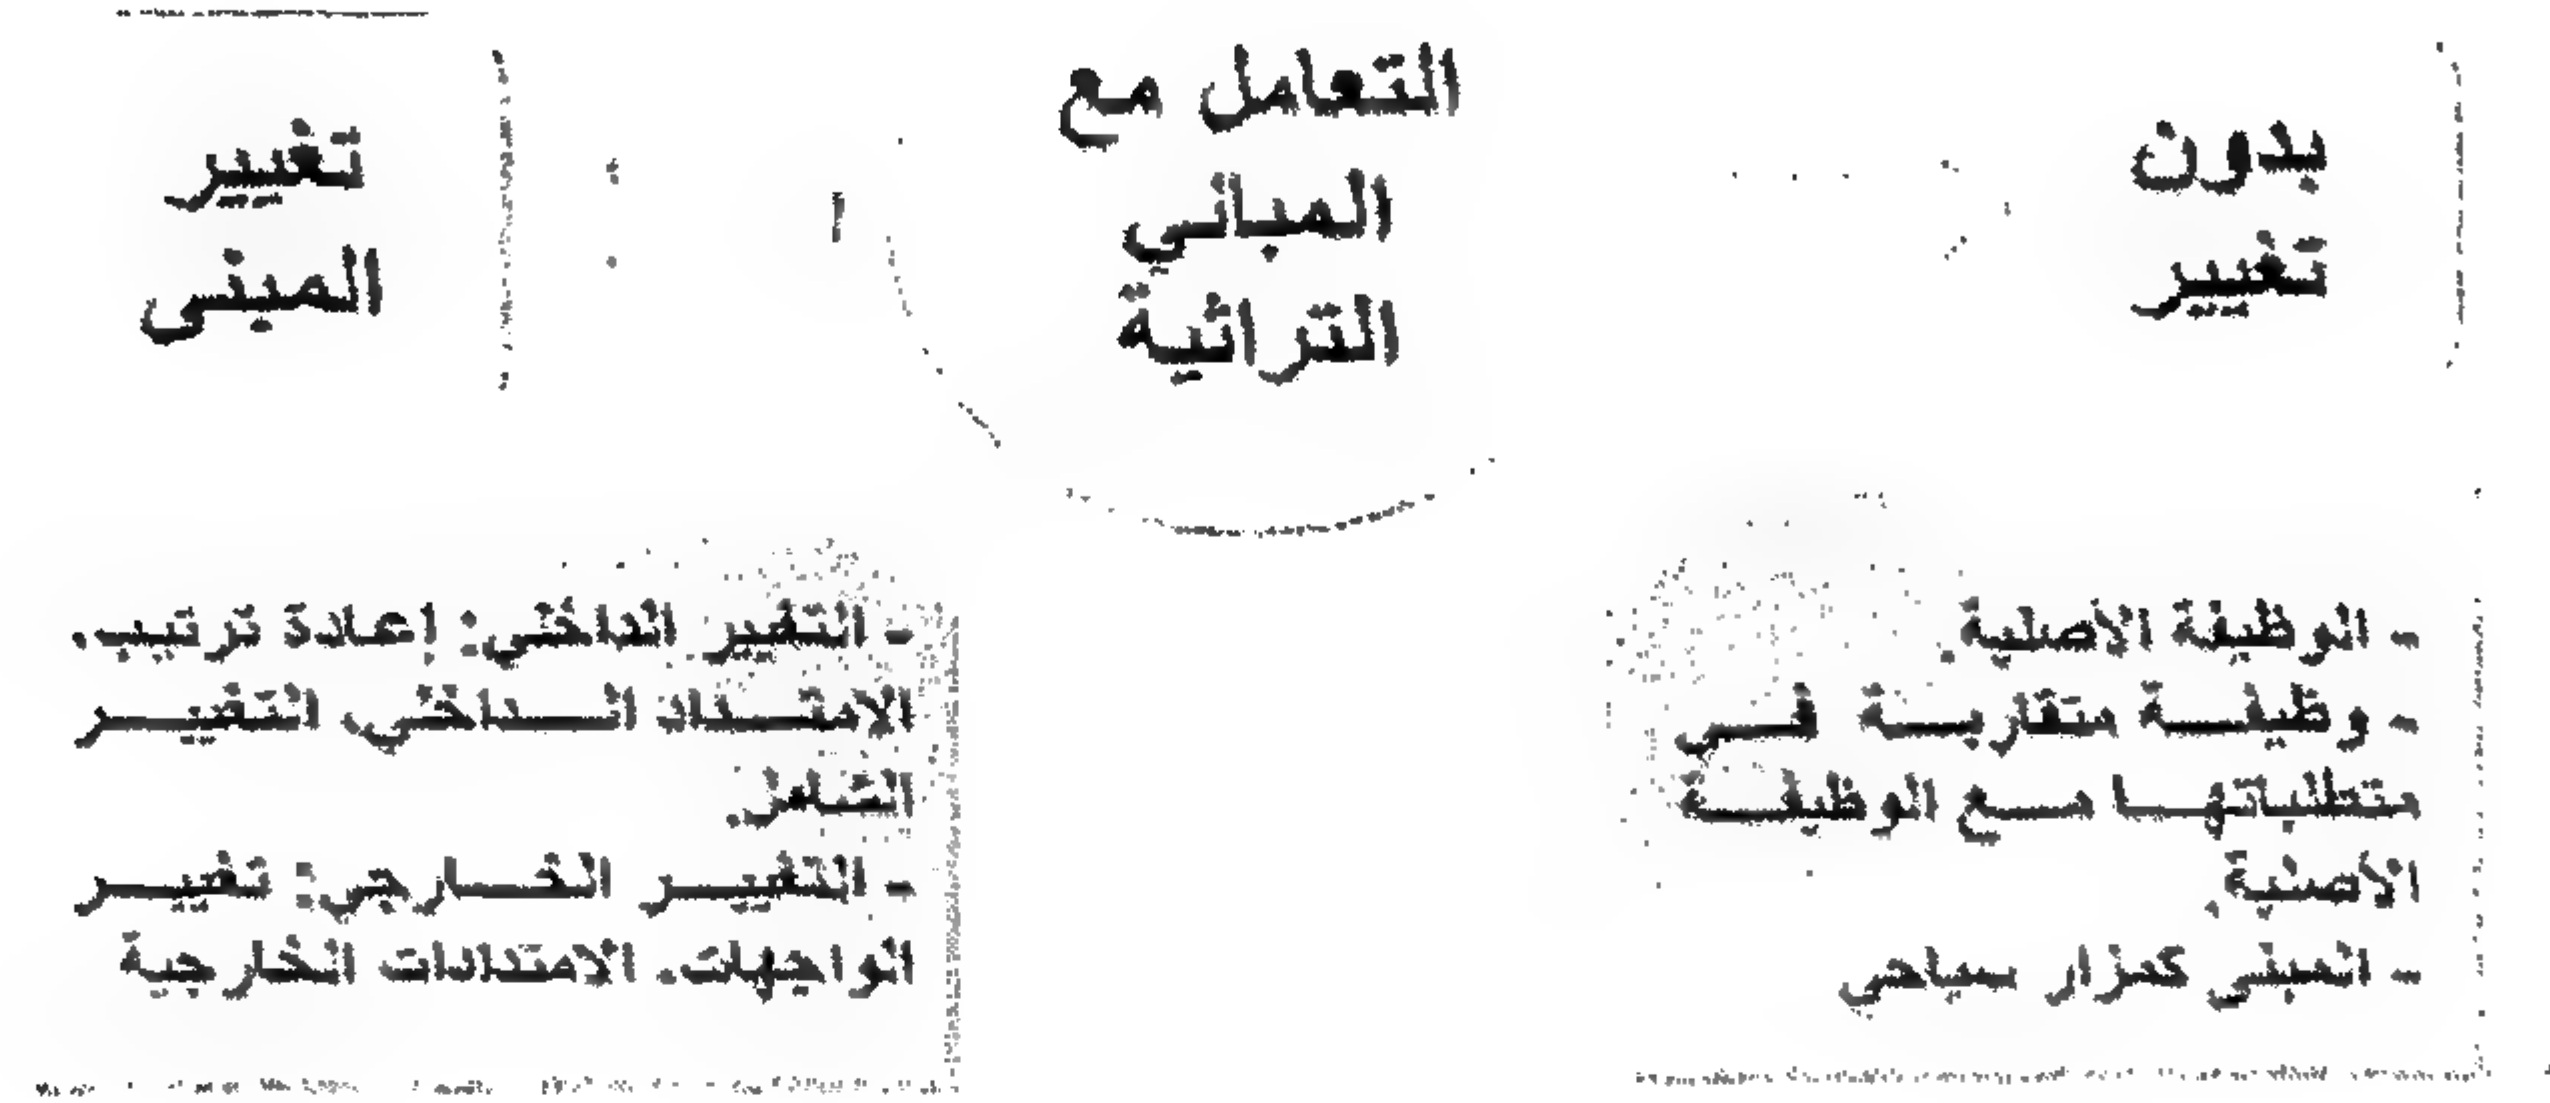 التعامل مع
المباني
التراثية
بدون
تغيير
- الوظيفة الأصلية.
- وظيفة متقاربة في
متطلباتها مع الوظيفة
الأصلية.
- المبنى كمزار سياحي
تغيير
المبنى
- التغيير الداخلي: إعادة ترتيب.
الامتداد الداخلي، التغيير
الشامل.
- التغيير الخارجي: تغيير
الواجهات. الامتدادات الخارجية